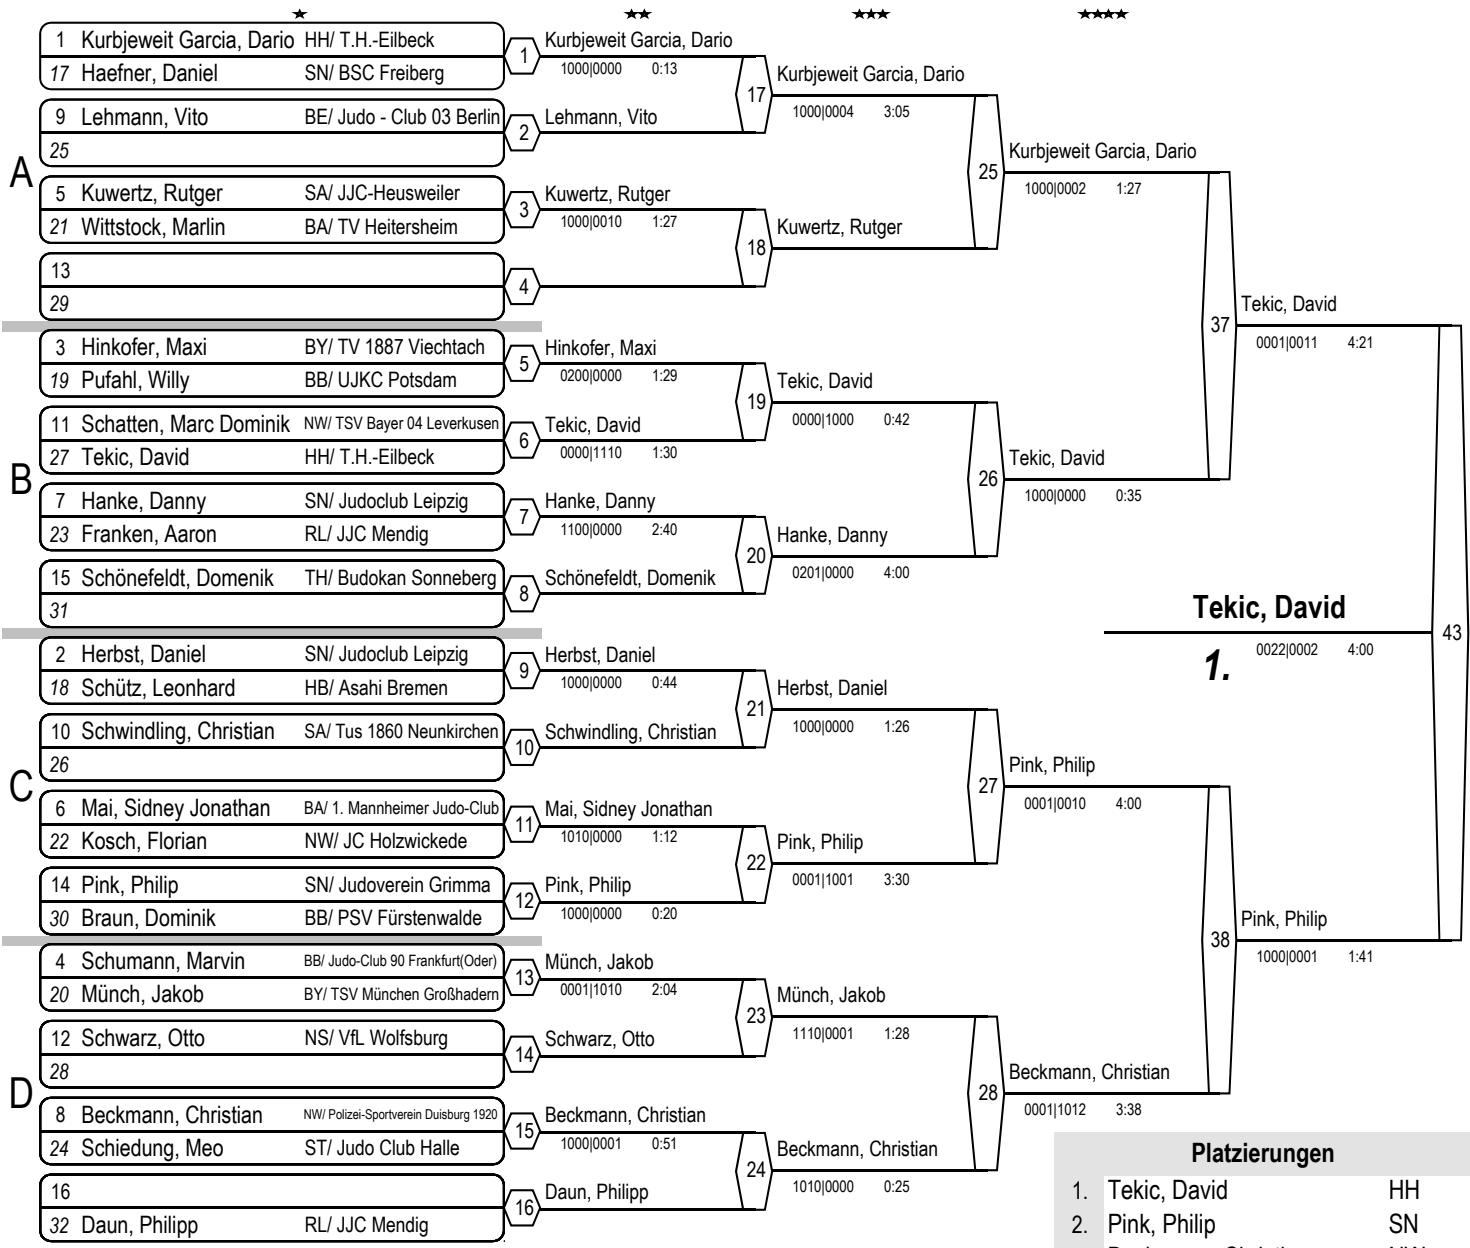 A
1 Kurbjeweit Garcia, Dario HH/ T.H.-Eilbeck
17 Haefner, Daniel SN/ BSC Freiberg
9 Lehmann, Vito BE/ Judo - Club 03 Berlin
25
5 Kuwertz, Rutger SA/ JJC-Heusweiler
21 Wittstock, Marlin BA/ TV Heitersheim
13
29
B
3 Hinkofer, Maxi BY/ TV 1887 Viechtach
19 Pufahl, Willy BB/ UJKC Potsdam
11 Schatten, Marc Dominik NW/ TSV Bayer 04 Leverkusen
27 Tekic, David HH/ T.H.-Eilbeck
7 Hanke, Danny SN/ Judoclub Leipzig
23 Franken, Aaron RL/ JJC Mendig
15 Schönefeldt, Domenik TH/ Budokan Sonneberg
31
C
2 Herbst, Daniel SN/ Judoclub Leipzig
18 Schütz, Leonhard HB/ Asahi Bremen
10 Schwindling, Christian SA/ Tus 1860 Neunkirchen
26
6 Mai, Sidney Jonathan BA/ 1. Mannheimer Judo-Club
22 Kosch, Florian NW/ JC Holzwickede
14 Pink, Philip SN/ Judoverein Grimma
30 Braun, Dominik BB/ PSV Fürstenwalde
D
4 Schumann, Marvin BB/ Judo-Club 90 Frankfurt(Oder)
20 Münch, Jakob BY/ TSV München Großhadern
12 Schwarz, Otto NS/ VfL Wolfsburg
28
8 Beckmann, Christian NW/ Polizei-Sportverein Duisburg 1920
24 Schiedung, Meo ST/ Judo Club Halle
16
32 Daun, Philipp RL/ JJC Mendig
1 Kurbjeweit Garcia, Dario
1000|0000 0:13
2 Lehmann, Vito
3 Kuwertz, Rutger
1000|0010 1:27
4
5 Hinkofer, Maxi
0200|0000 1:29
6 Tekic, David
0000|1110 1:30
7 Hanke, Danny
1100|0000 2:40
8 Schönefeldt, Domenik
9 Herbst, Daniel
1000|0000 0:44
10 Schwindling, Christian
11 Mai, Sidney Jonathan
1010|0000 1:12
12 Pink, Philip
1000|0000 0:20
13 Münch, Jakob
0001|1010 2:04
14 Schwarz, Otto
15 Beckmann, Christian
1000|0001 0:51
16 Daun, Philipp
17 Kurbjeweit Garcia, Dario
1000|0004 3:05
18 Kuwertz, Rutger
19 Tekic, David
0000|1000 0:42
20 Hanke, Danny
0201|0000 4:00
21 Herbst, Daniel
1000|0000 1:26
22 Pink, Philip
0001|1001 3:30
23 Münch, Jakob
1110|0001 1:28
24 Beckmann, Christian
1010|0000 0:25
25 Kurbjeweit Garcia, Dario
1000|0002 1:27
26 Tekic, David
1000|0000 0:35
27 Pink, Philip
0001|0010 4:00
28 Beckmann, Christian
0001|1012 3:38
37 Tekic, David
0001|0011 4:21
38 Pink, Philip
1000|0001 1:41
43
Tekic, David
1. 0022|0002 4:00
Platzierungen
1. Tekic, David HH
2. Pink, Philip SN